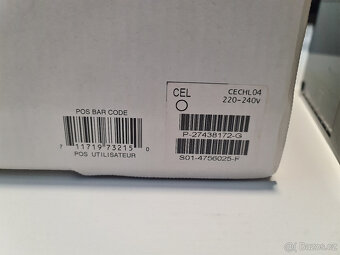 POS BAR CODE
7 11719 73215 0
POS UTILISATEUR
CEL
CECHL04
220-240v
P-27438172-G
S01-4756025-F
bazos.cz